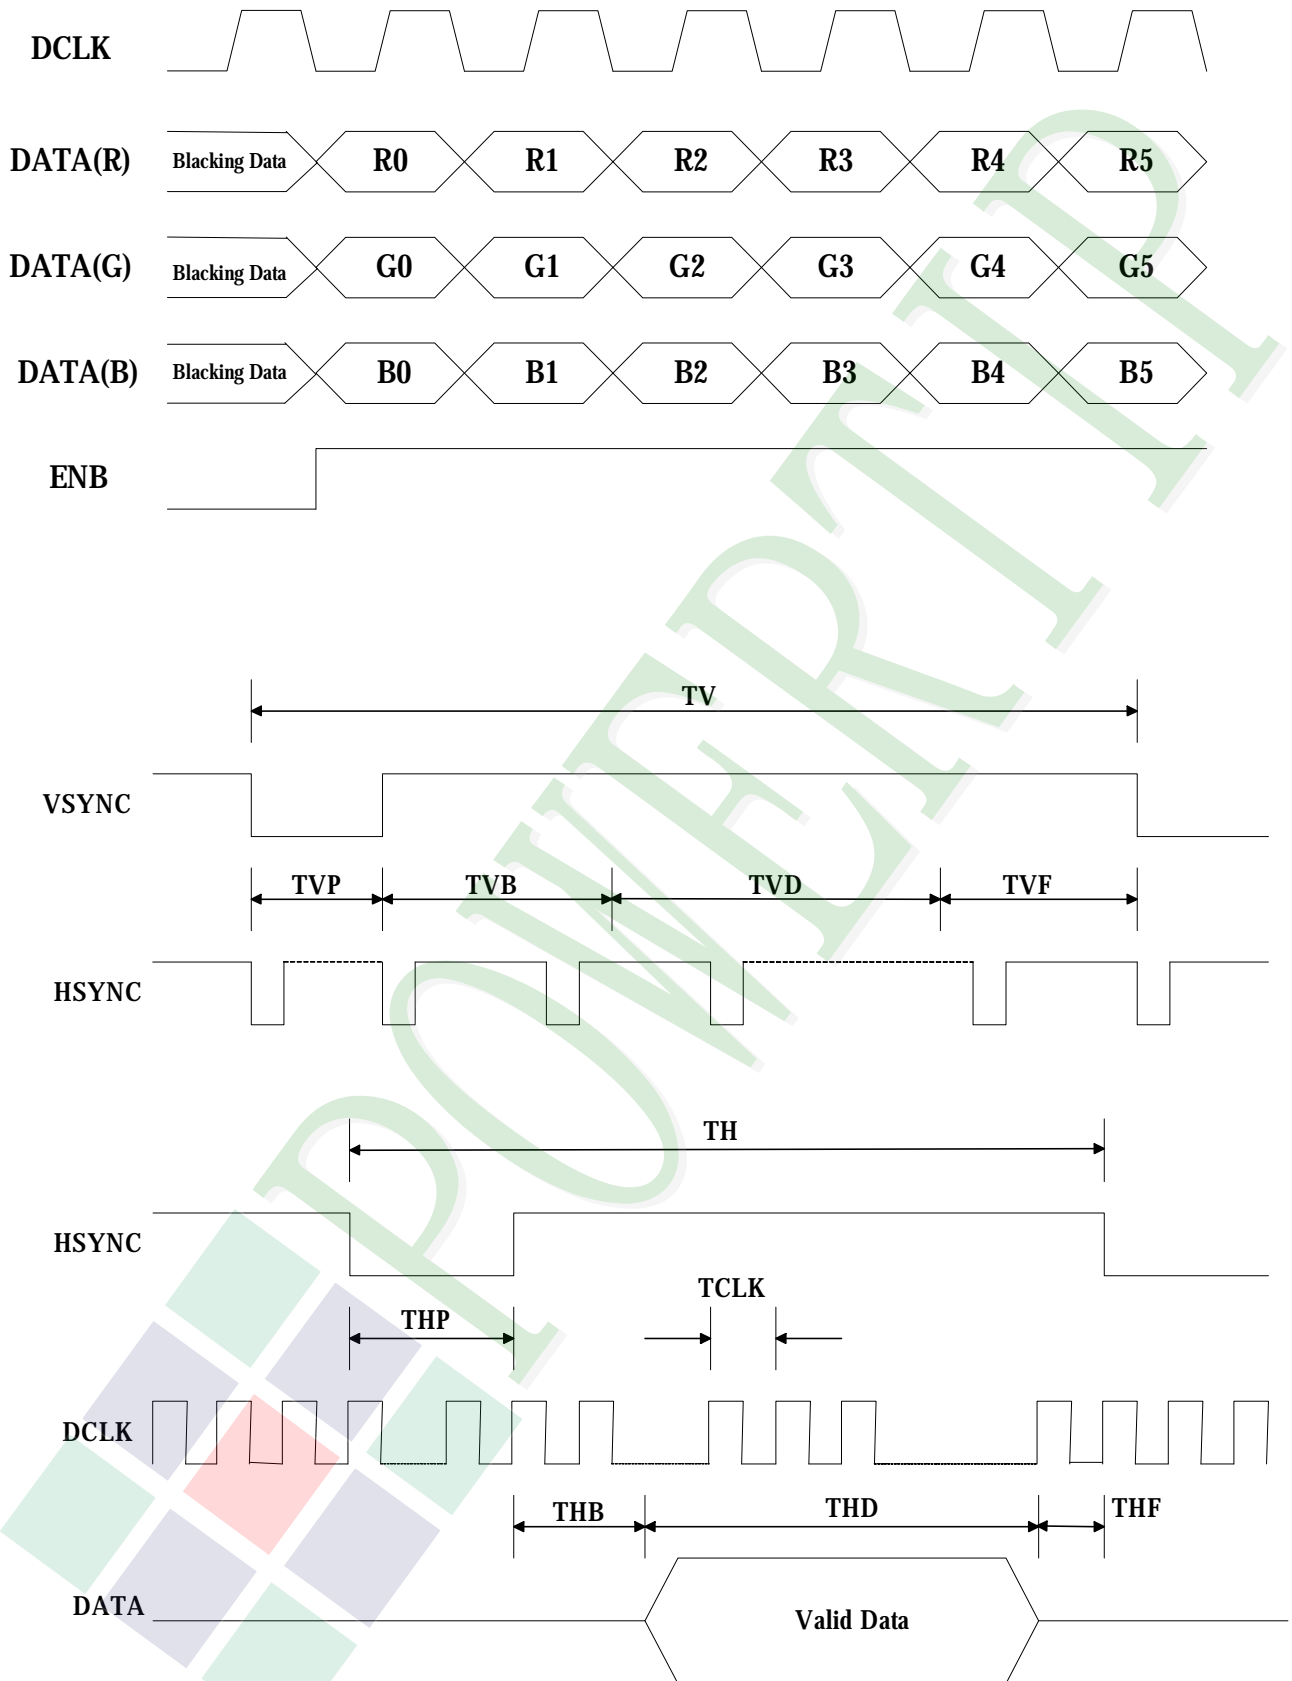 DCLK
DATA(R) Blacking Data R0 R1 R2 R3 R4 R5
DATA(G) Blacking Data G0 G1 G2 G3 G4 G5
DATA(B) Blacking Data B0 B1 B2 B3 B4 B5
ENB
TV
VSYNC
TVP TVB TVD TVF
HSYNC
TH
HSYNC
TCLK
THP
DCLK
THB THD THF
DATA Valid Data
POWERTIP